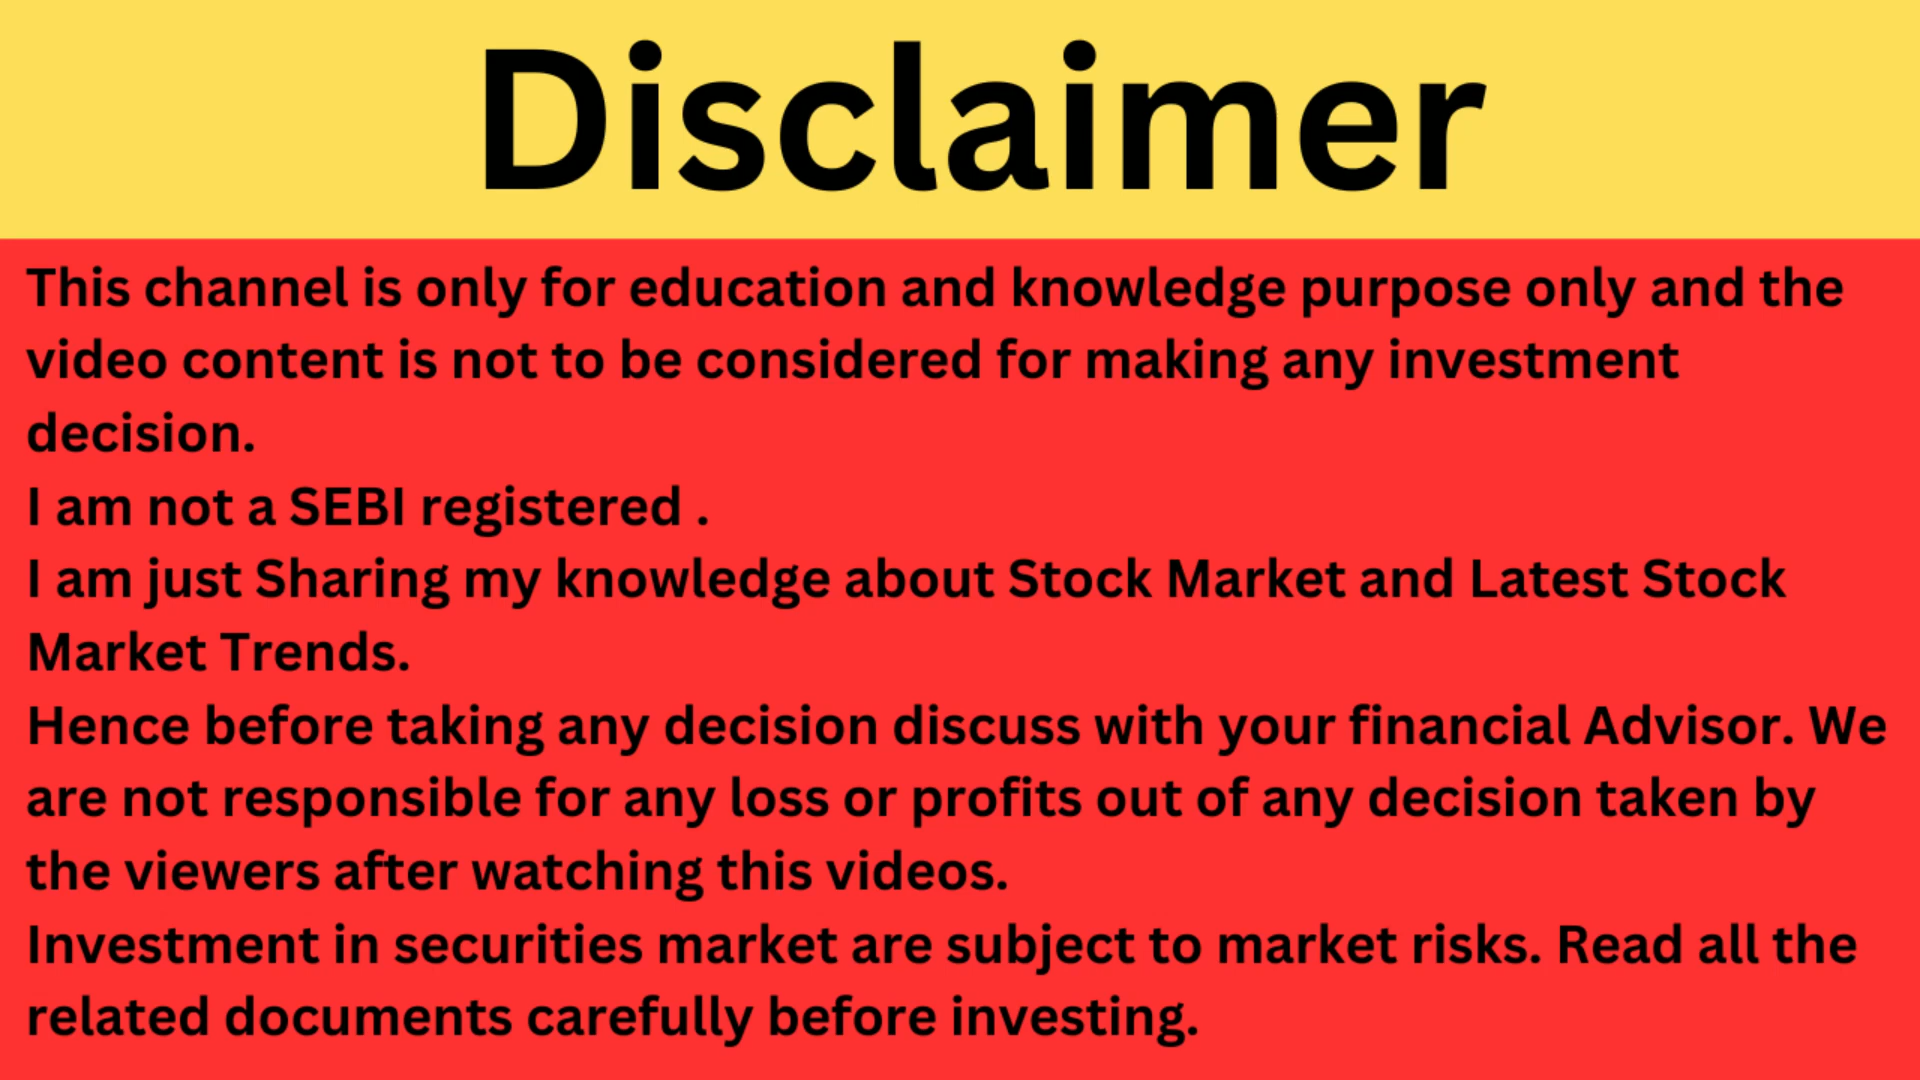 Disclaimer
This channel is only for education and knowledge purpose only and the
video content is not to be considered for making any investment
decision.
I am not a SEBI registered .
I am just Sharing my knowledge about Stock Market and Latest Stock
Market Trends.
Hence before taking any decision discuss with your financial Advisor. We
are not responsible for any loss or profits out of any decision taken by
the viewers after watching this videos.
Investment in securities market are subject to market risks. Read all the
related documents carefully before investing.